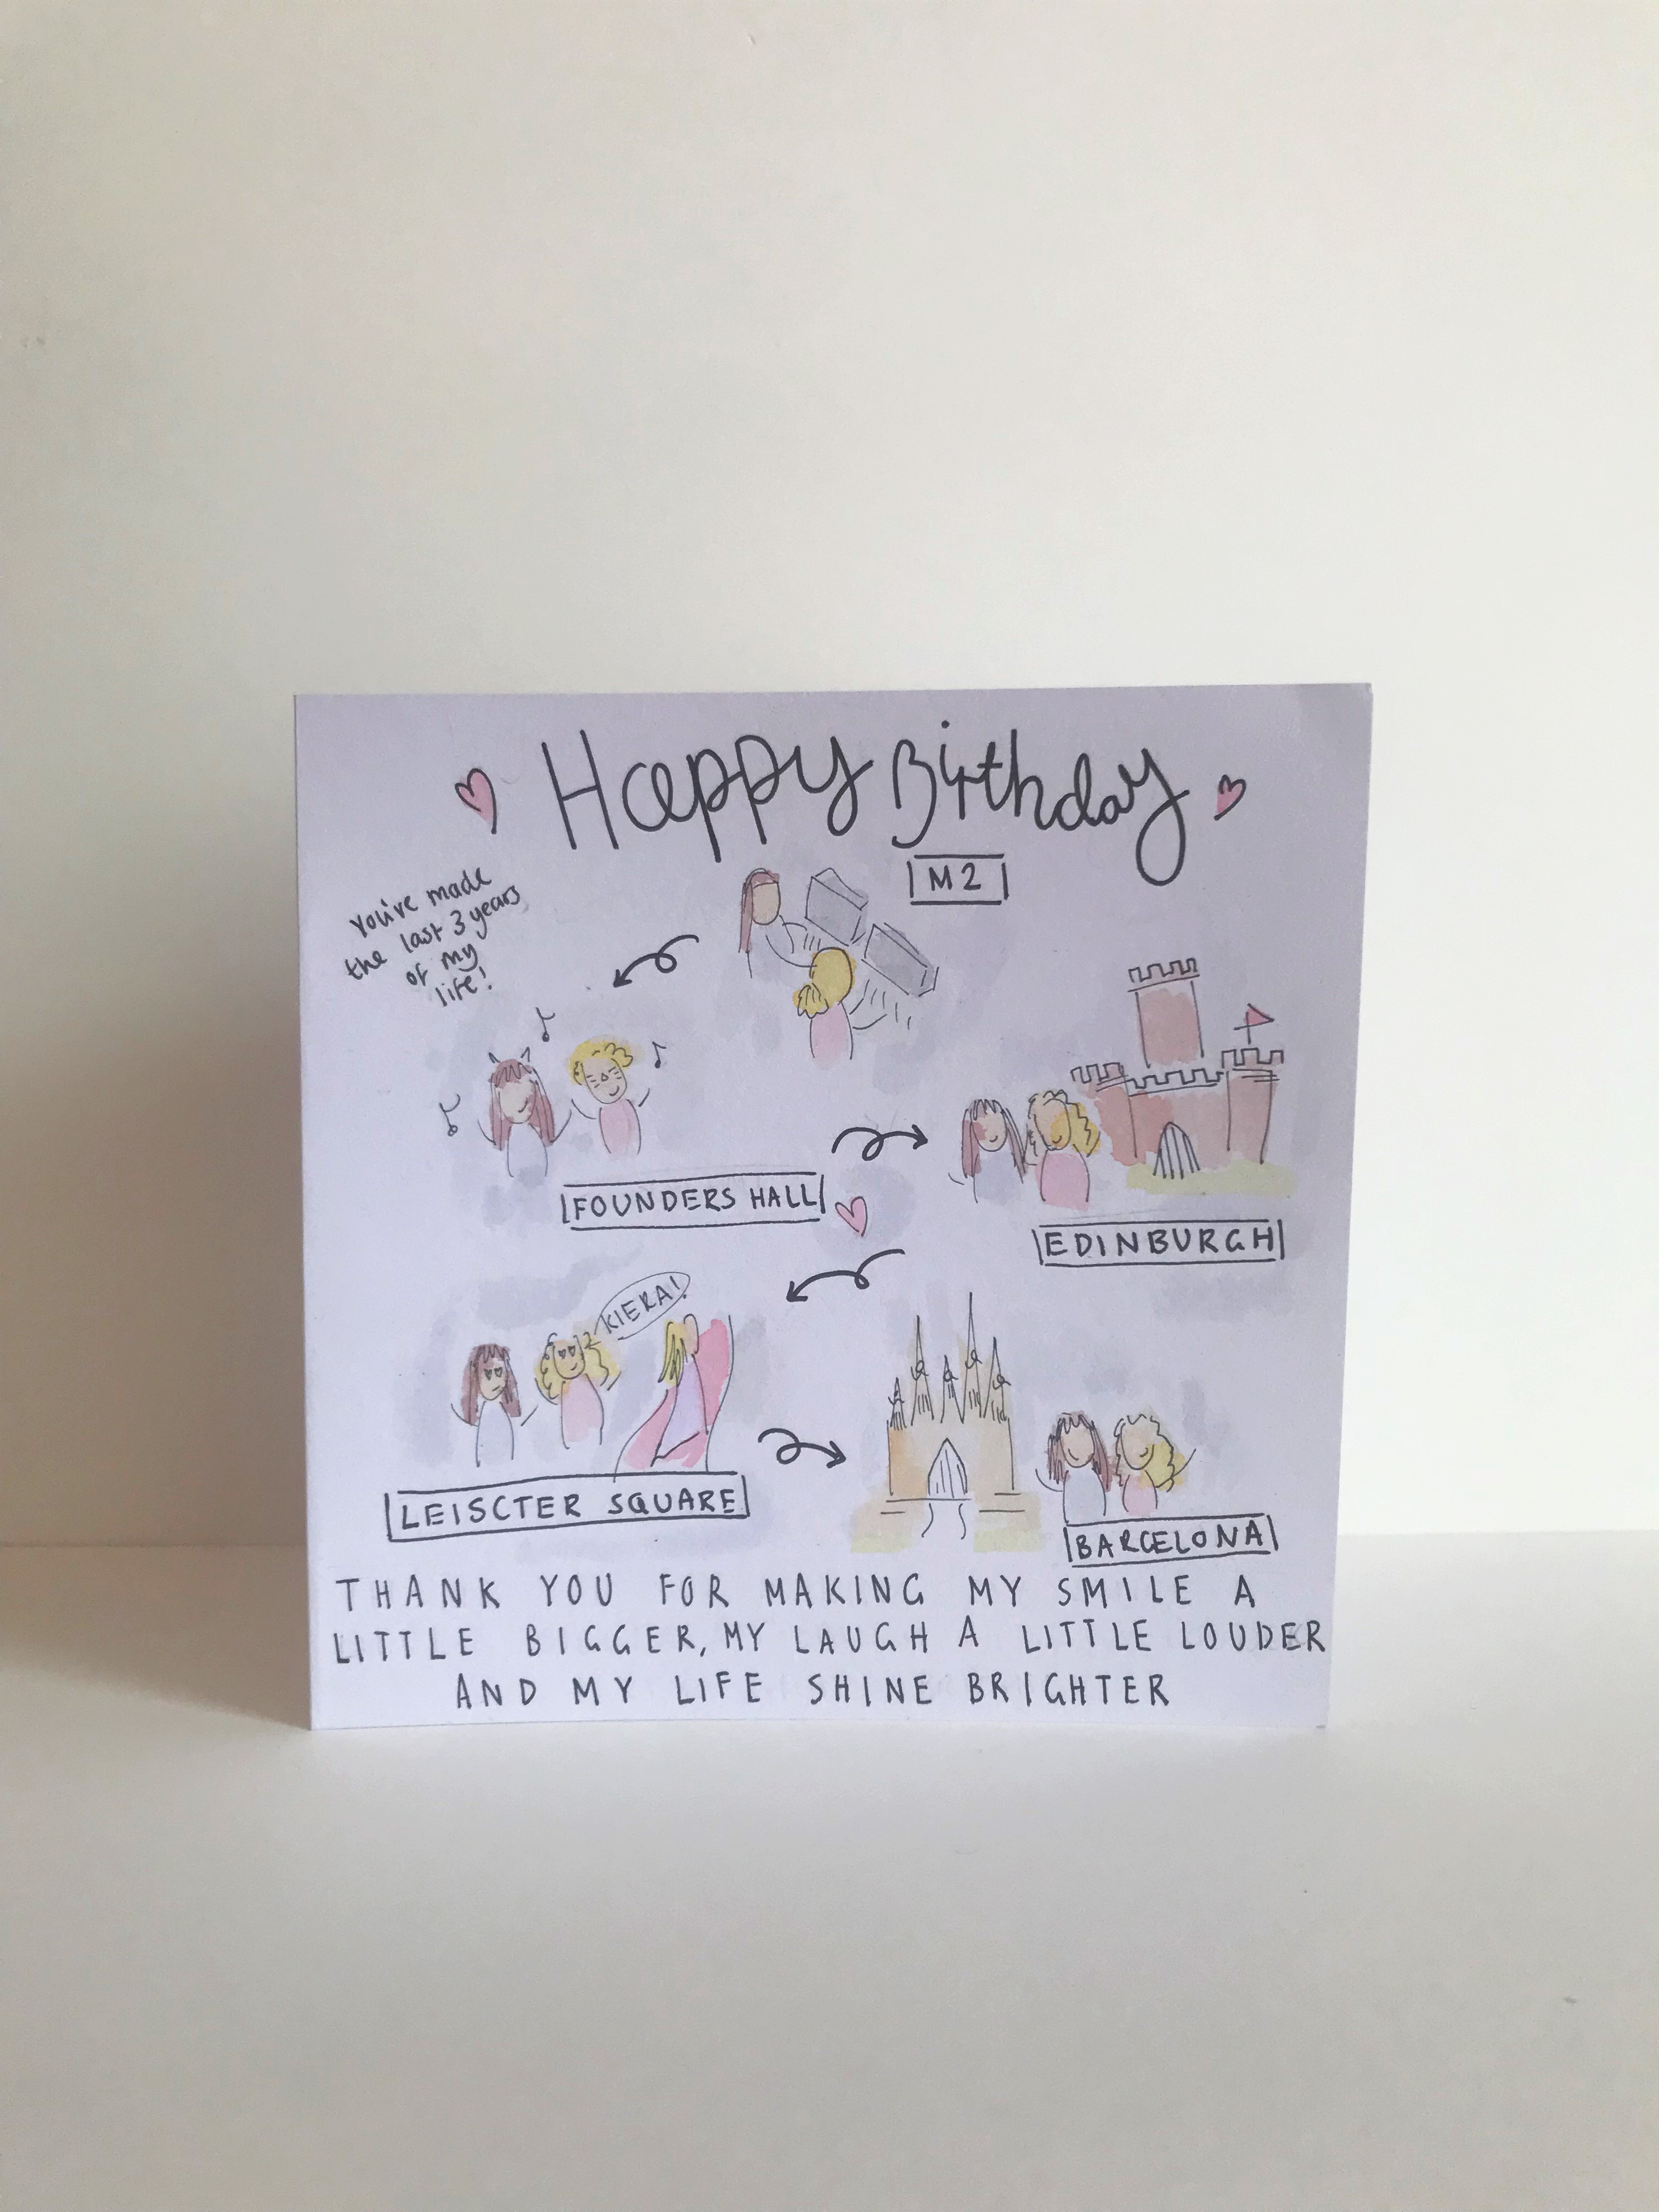 Happy Birthday
M2
You've made
the last 3 years
of my
life!
FOUNDERS HALL
EDINBURGH
KIERA!
LEISCTER SQUARE
BARCELONA
THANK YOU FOR MAKING MY SMILE A
LITTLE BIGGER, MY LAUGH A LITTLE LOUDER
AND MY LIFE SHINE BRIGHTER